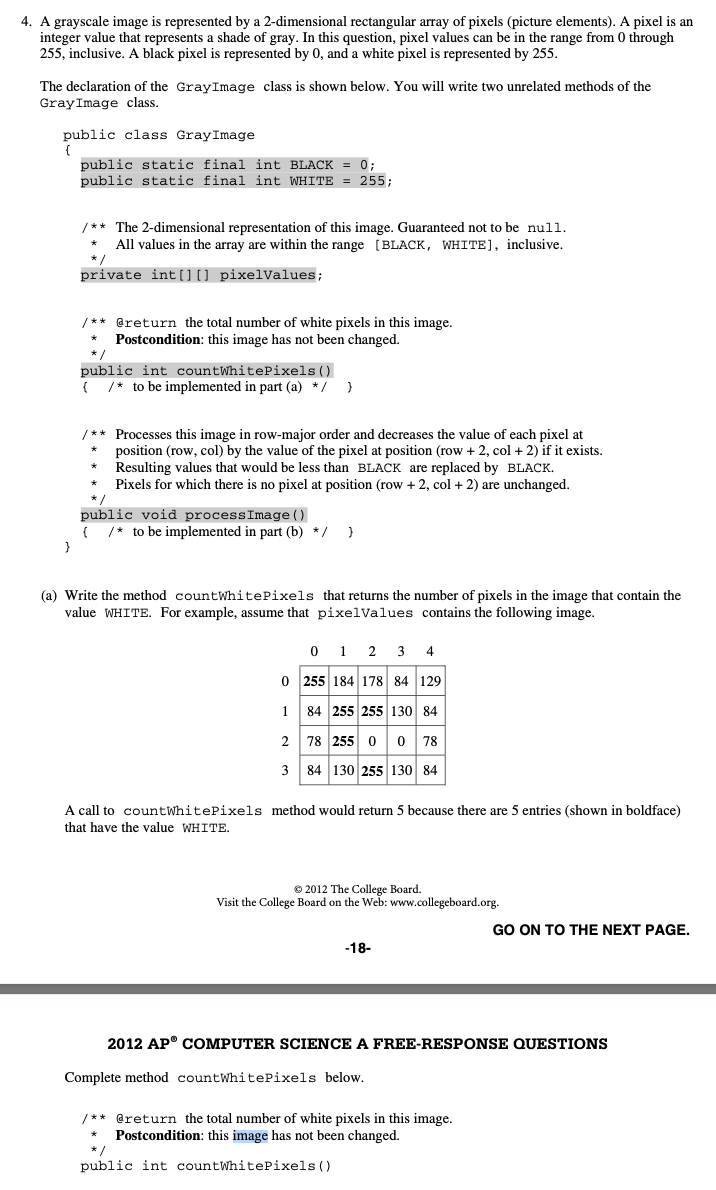 4. A grayscale image is represented by a 2-dimensional rectangular array of pixels (picture elements). A pixel is an
integer value that represents a shade of gray. In this question, pixel values can be in the range from 0 through
255, inclusive. A black pixel is represented by 0, and a white pixel is represented by 255.
The declaration of the GrayImage class is shown below. You will write two unrelated methods of the
GrayImage class.
public class GrayImage
{
public static final int BLACK = 0;
public static final int WHITE = 255;
/** The 2-dimensional representation of this image. Guaranteed not to be null.
* All values in the array are within the range [BLACK, WHITE], inclusive.
*/
private int[][] pixelValues;
/** @return the total number of white pixels in this image.
* Postcondition: this image has not been changed.
*/
public int countWhitePixels()
{ /* to be implemented in part (a) */ }
/** Processes this image in row-major order and decreases the value of each pixel at
* position (row, col) by the value of the pixel at position (row + 2, col + 2) if it exists.
* Resulting values that would be less than BLACK are replaced by BLACK.
* Pixels for which there is no pixel at position (row + 2, col + 2) are unchanged.
*/
public void processImage()
{ /* to be implemented in part (b) */ }
}
(a) Write the method countWhitePixels that returns the number of pixels in the image that contain the
value WHITE. For example, assume that pixelValues contains the following image.
0 1 2 3 4
0 255 184 178 84 129
1 84 255 255 130 84
2 78 255 0 0 78
3 84 130 255 130 84
A call to countWhitePixels method would return 5 because there are 5 entries (shown in boldface)
that have the value WHITE.
© 2012 The College Board.
Visit the College Board on the Web: www.collegeboard.org.
GO ON TO THE NEXT PAGE.
-18-
2012 AP® COMPUTER SCIENCE A FREE-RESPONSE QUESTIONS
Complete method countWhitePixels below.
/** @return the total number of white pixels in this image.
* Postcondition: this image has not been changed.
*/
public int countWhitePixels()